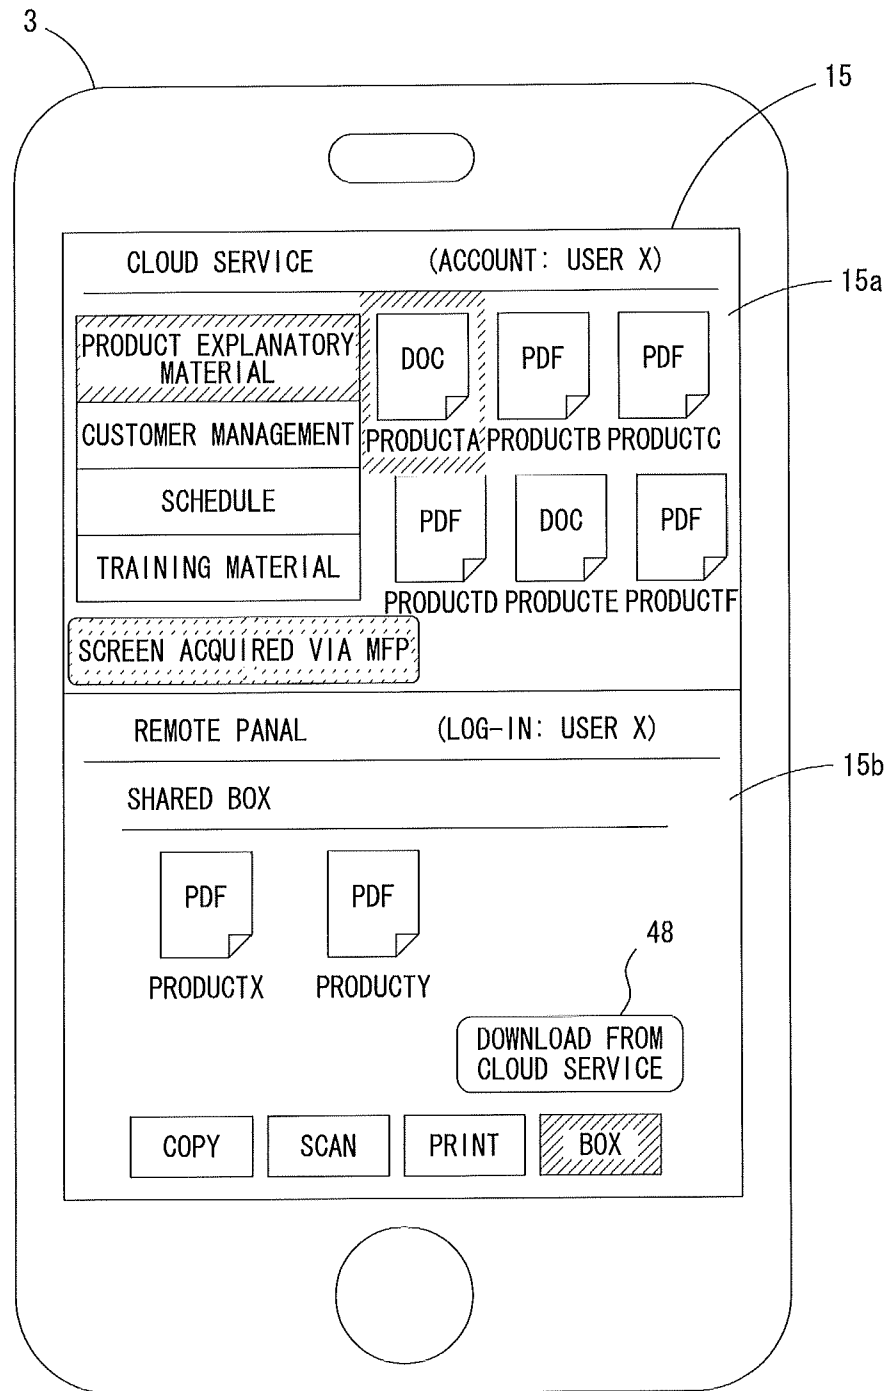 3
15
CLOUD SERVICE (ACCOUNT: USER X)
15a
PRODUCT EXPLANATORY
MATERIAL
CUSTOMER MANAGEMENT
SCHEDULE
TRAINING MATERIAL
DOC PDF PDF
PRODUCTA PRODUCTB PRODUCTC
PDF DOC PDF
PRODUCTD PRODUCTE PRODUCTF
SCREEN ACQUIRED VIA MFP
REMOTE PANAL (LOG-IN: USER X)
15b
SHARED BOX
PDF PDF
PRODUCTX PRODUCTY
48
DOWNLOAD FROM
CLOUD SERVICE
COPY SCAN PRINT BOX